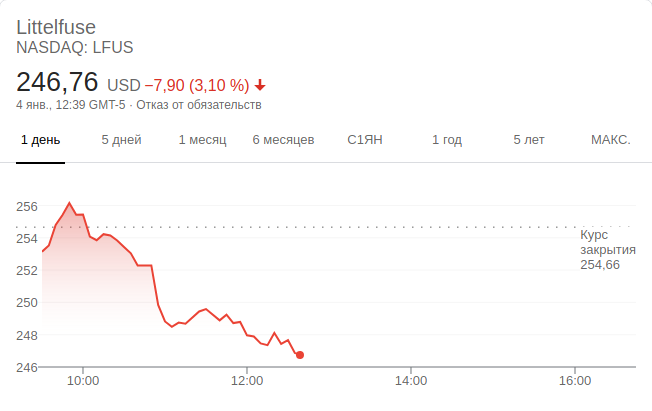 Littelfuse
NASDAQ: LFUS
246,76 USD −7,90 (3,10 %)
4 янв., 12:39 GMT-5 · Отказ от обязательств
1 день 5 дней 1 месяц 6 месяцев С1ЯН 1 год 5 лет МАКС.
256
254
252
250
248
246
Курс
закрытия
254,66
10:00 12:00 14:00 16:00